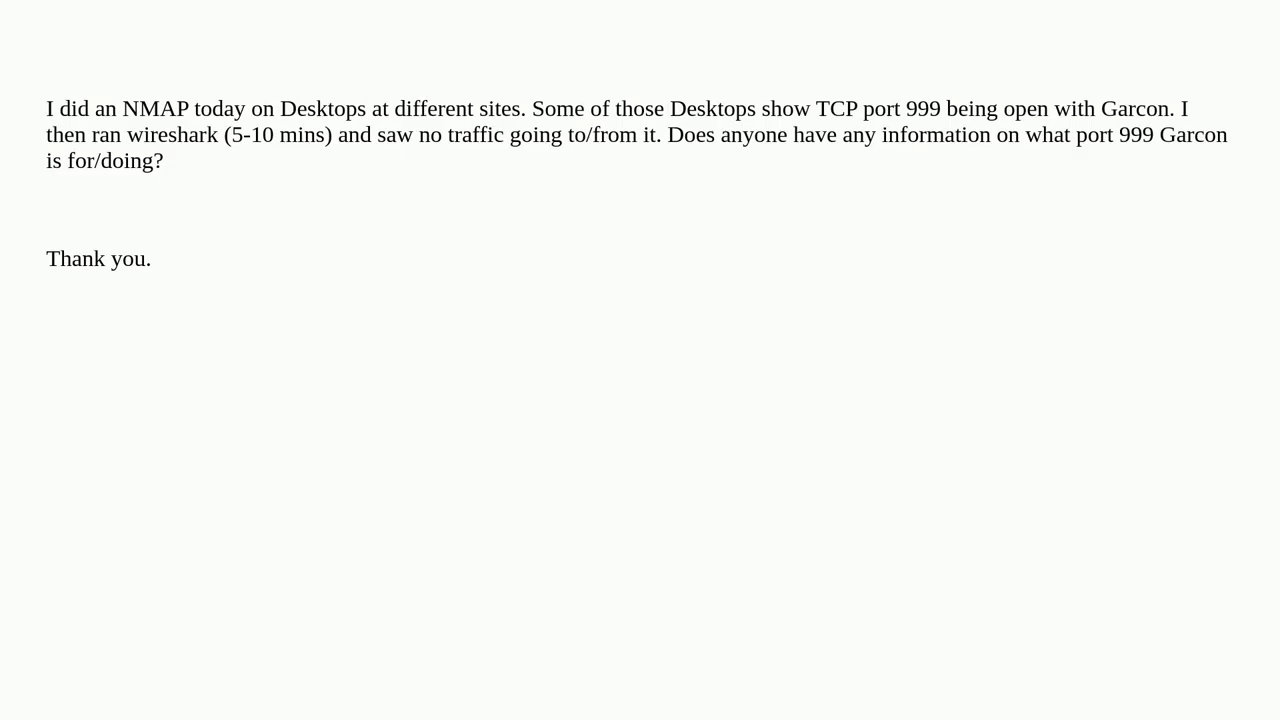 I did an NMAP today on Desktops at different sites. Some of those Desktops show TCP port 999 being open with Garcon. I
then ran wireshark (5-10 mins) and saw no traffic going to/from it. Does anyone have any information on what port 999 Garcon
is for/doing?
Thank you.